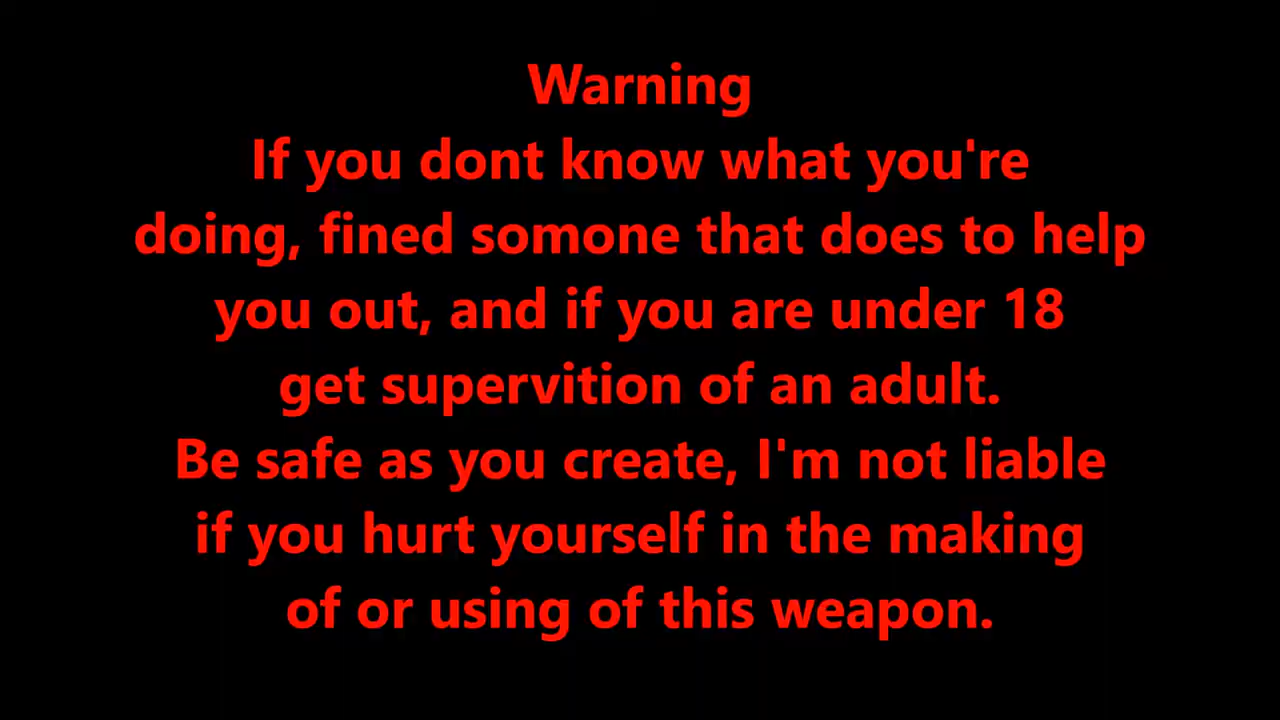 Warning
If you dont know what you're
doing, fined somone that does to help
you out, and if you are under 18
get supervition of an adult.
Be safe as you create, I'm not liable
if you hurt yourself in the making
of or using of this weapon.